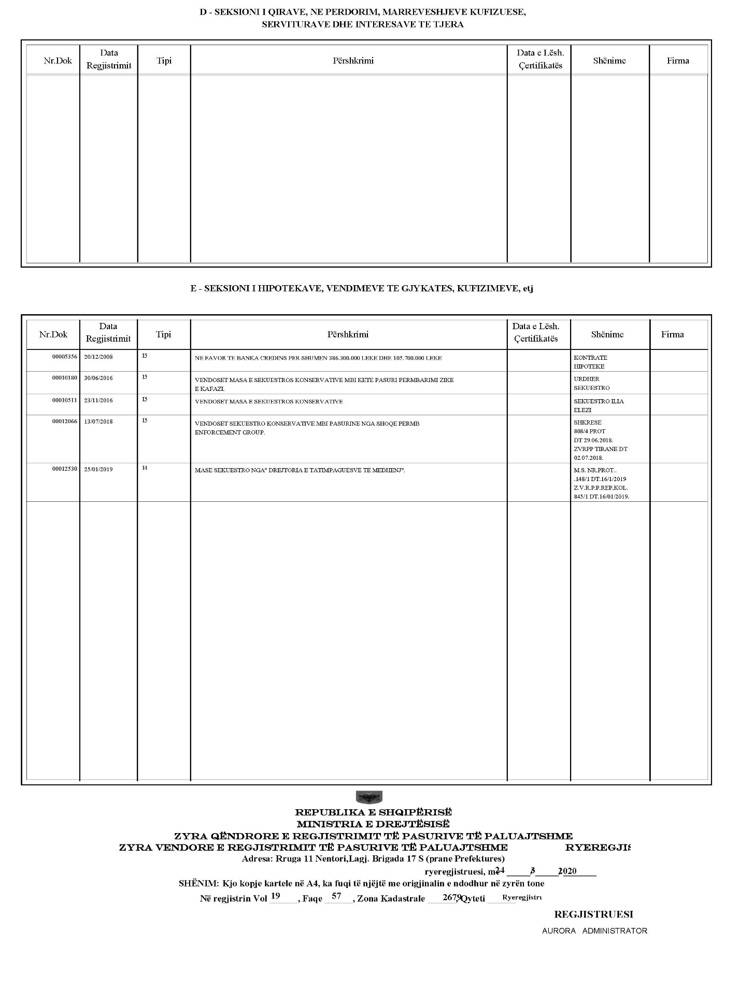 D - SEKSIONI I QIRAVE, NE PERDORIM, MARREVESHJEVE KUFIZUESE,
SERVITURAVE DHE INTERESAVE TE TJERA
Nr.Dok
Data
Regjistrimit
Tipi
Përshkrimi
Data e Lësh.
Çertifikatës
Shënime
Firma
E - SEKSIONI I HIPOTEKAVE, VENDIMEVE TE GJYKATES, KUFIZIMEVE, etj
Nr.Dok
Data
Regjistrimit
Tipi
Përshkrimi
Data e Lësh.
Çertifikatës
Shënime
Firma
00005356 20/12/2008 I5 NE FAVOR TE BANKA CREDINS PER SHUMEN 386.300.000 LEKE DHE 105.700.000 LEKE KONTRATE
HIPOTEKE
00010180 30/06/2016 I5 VENDOSET MASA E SEKUESTROS KONSERVATIVE MBI KETE PASURI PERMBARIMI ZIKE URDHER
E KAFAZI. SEKUESTRO
00010511 23/11/2016 I5 VENDOSET MASA E SEKUESTROS KONSERVATIVE SEKUESTRO ILIA
ELEZI
00012066 13/07/2018 I5 VENDOSET SEKUESTRO KONSERVATIVE MBI PASURINE NGA SHOQE PERMB SHKRESE
ENFORCEMENT GROUP. 808/4 PROT
DT 29.06.2018.
ZVRPP TIRANE DT
02.07.2018.
00012530 25/01/2019 I4 MASE SEKUESTRO NGA" DREJTORIA E TATIMPAGUESVE TE MEDHENJ". M.S. NR.PROT..
.148/1 DT.16/1/2019
Z.V.R.P.P.REP,KOL.
845/1 DT.16/01/2019.
REPUBLIKA E SHQIPËRISË
MINISTRIA E DREJTËSISË
ZYRA QËNDRORE E REGJISTRIMIT TË PASURIVE TË PALUAJTSHME
ZYRA VENDORE E REGJISTRIMIT TË PASURIVE TË PALUAJTSHME RYEREGJIS
Adresa: Rruga 11 Nentori,Lagj. Brigada 17 S (prane Prefektures)
ryeregjistruesi, më 24 / 3 / 2020
SHËNIM: Kjo kopje kartele në A4, ka fuqi të njëjtë me origjinalin e ndodhur në zyrën tone
Në regjistrin Vol 19 , Faqe 57 , Zona Kadastrale 2679 , Qyteti Ryeregjistru
REGJISTRUESI
AURORA ADMINISTRATOR